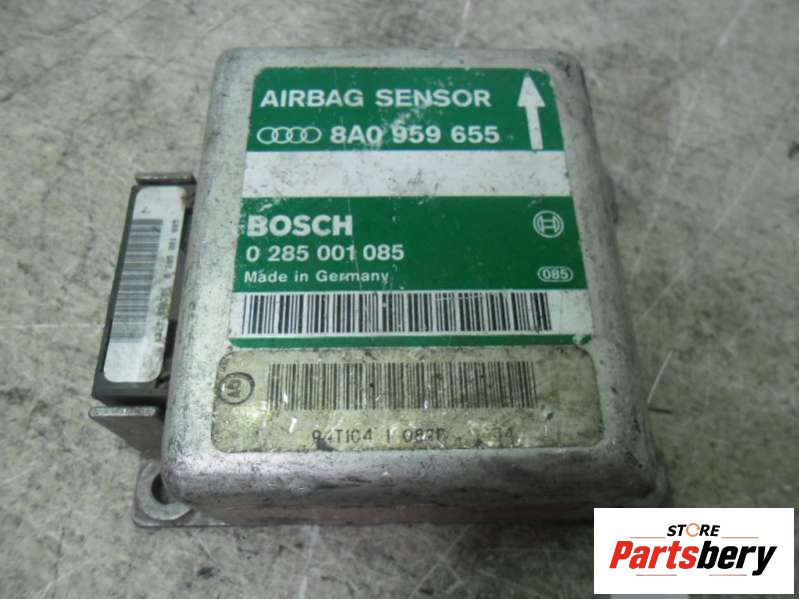 AIRBAG SENSOR
8A0 959 655
BOSCH
0 285 001 085
Made in Germany
085
STORE
Partsbery